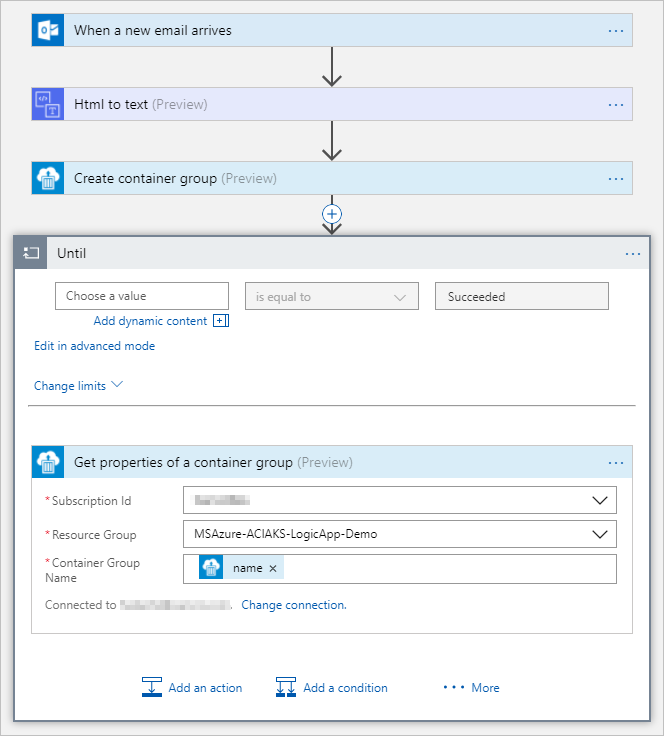 When a new email arrives
Html to text (Preview)
Create container group (Preview)
Until
Choose a value is equal to Succeeded
Add dynamic content
Edit in advanced mode
Change limits
Get properties of a container group (Preview)
*Subscription Id
*Resource Group MSAzure-ACIAKS-LogicApp-Demo
*Container Group
Name
name ×
Connected to . Change connection.
Add an action Add a condition ... More